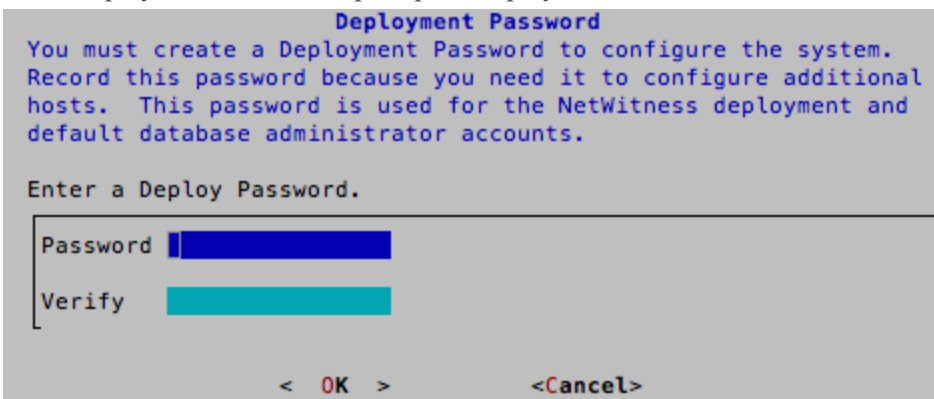 Deployment Password
You must create a Deployment Password to configure the system.
Record this password because you need it to configure additional
hosts.  This password is used for the NetWitness deployment and
default database administrator accounts.
Enter a Deploy Password.
Password
Verify
<  OK  >    <Cancel>